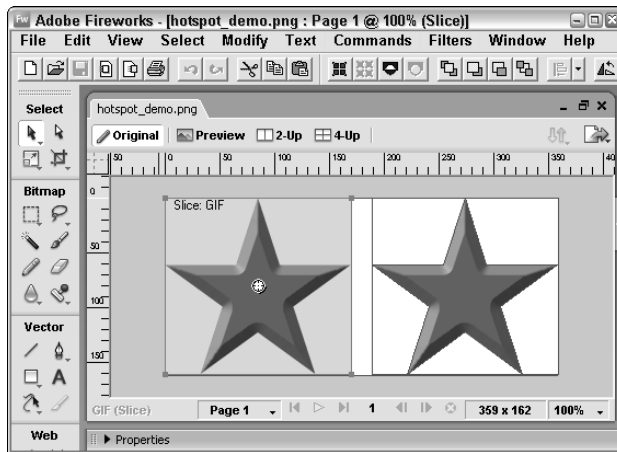 Adobe Fireworks - [hotspot_demo.png : Page 1 @ 100% (Slice)]
File Edit View Select Modify Text Commands Filters Window Help
Select
hotspot_demo.png
Original Preview 2-Up 4-Up
50 0 50 100 150 200 250 300 350 400
Bitmap
0
Slice: GIF
50
100
Vector
150
A
GIF (Slice) Page 1 1 359 x 162 100%
Web
Properties